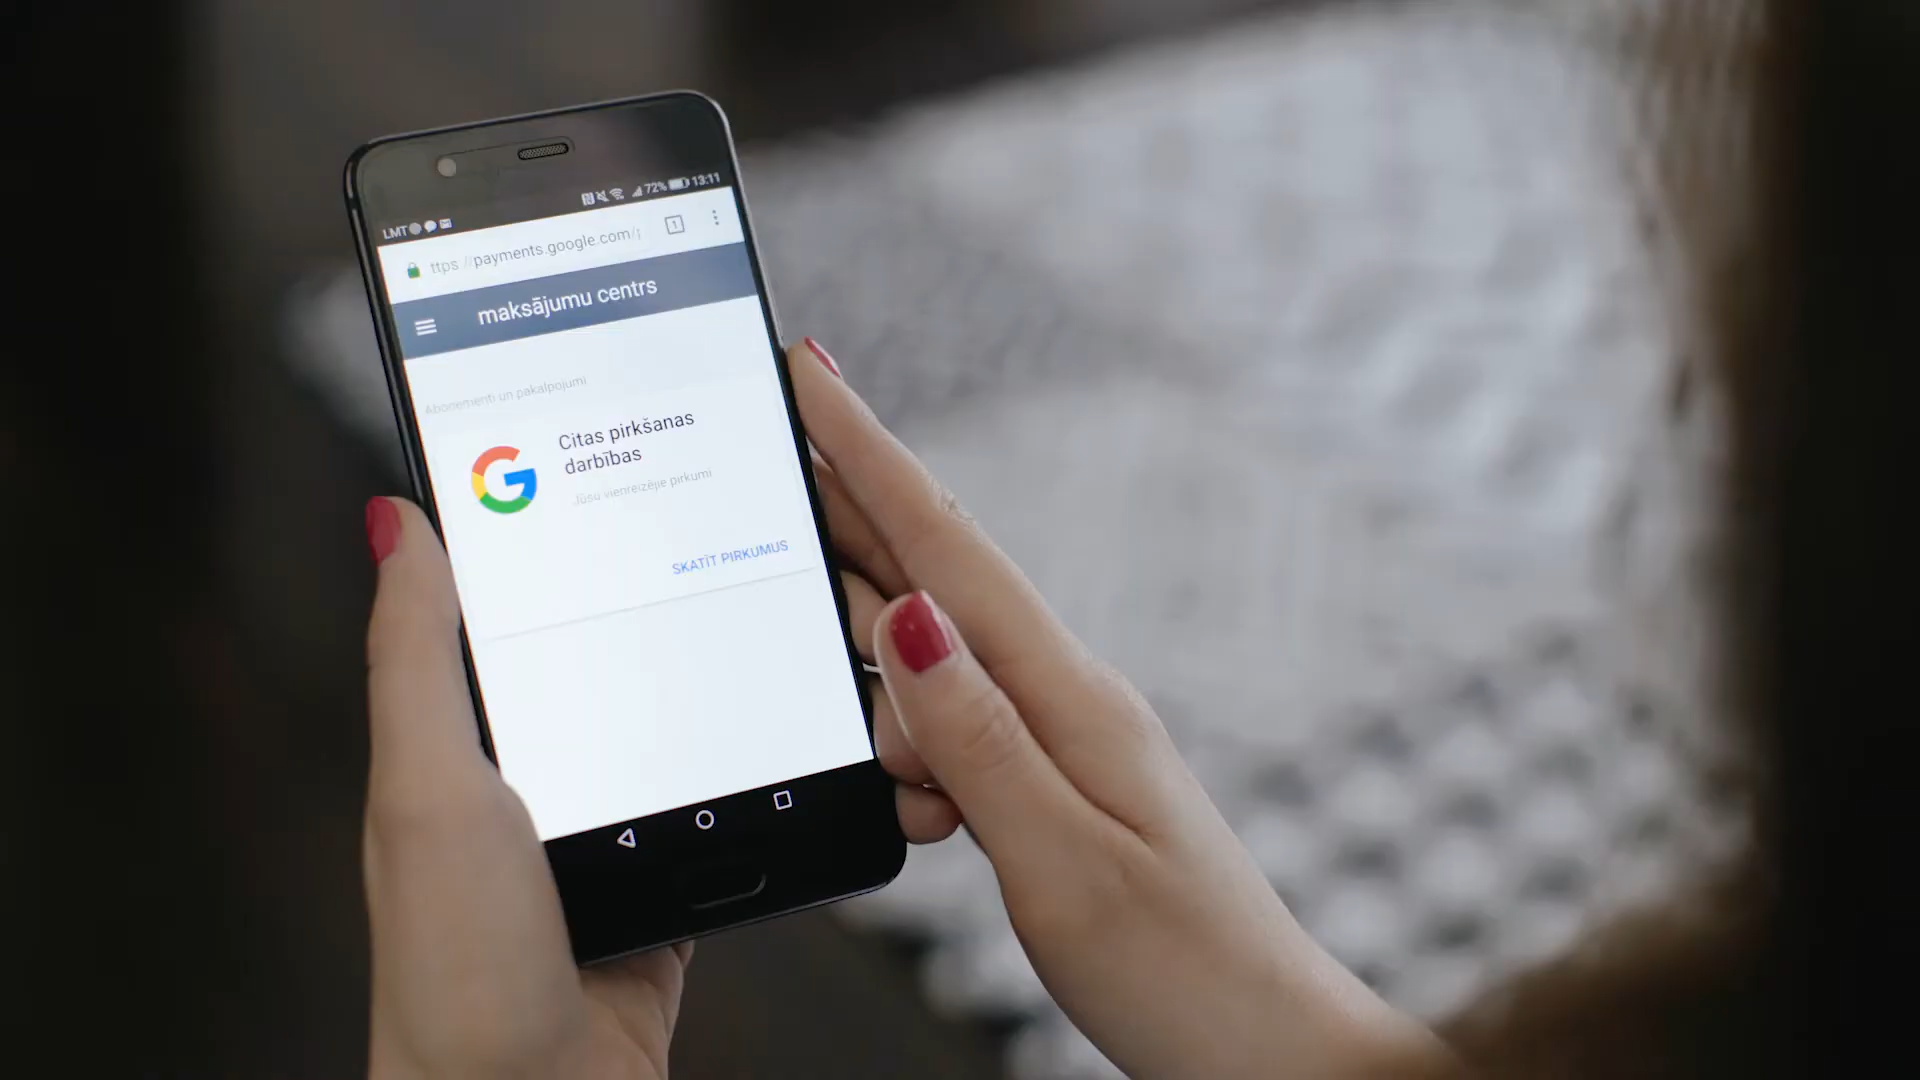 LMT 72% 13:11
ttps://payments.google.com/
1
maksājumu centrs
Abonementi un pakalpojumi
Citas pirkšanas
darbības
Jūsu vienreizējie pirkumi
SKATĪT PIRKUMUS